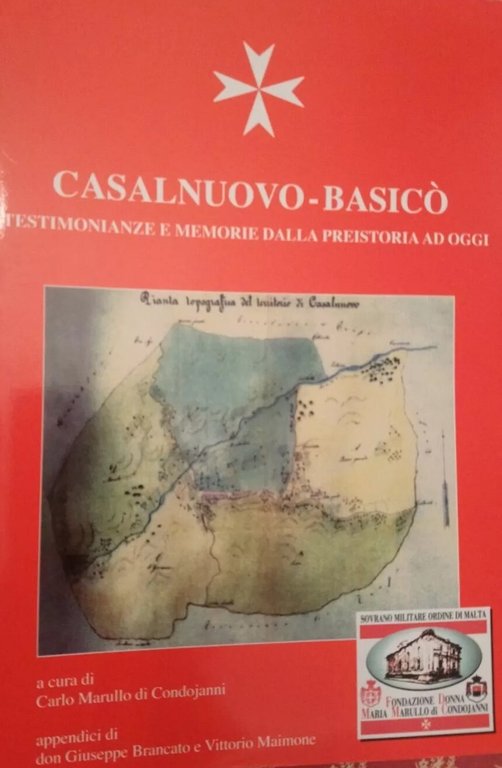 CASALNUOVO-BASICÒ
TESTIMONIANZE E MEMORIE DALLA PREISTORIA AD OGGI
Pianta topografica del territorio di Casalnuovo
a cura di
Carlo Marullo di Condojanni
appendici di
don Giuseppe Brancato e Vittorio Maimone
SOVRANO MILITARE ORDINE DI MALTA
FONDAZIONE DONNA
MARIA MARULLO di CONDOJANNI